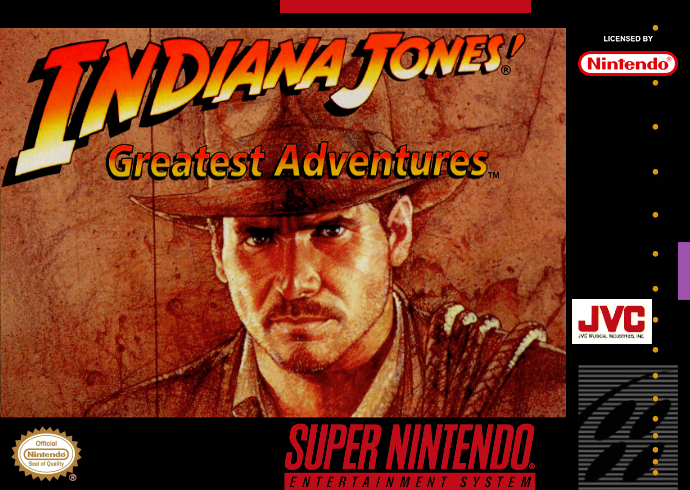 LICENSED BY
Nintendo®
INDIANA JONES'®
Greatest Adventures™
JVC
JVC MUSICAL INDUSTRIES, INC.
Official
Nintendo
Seal of Quality
®
SUPER NINTENDO®
ENTERTAINMENT SYSTEM